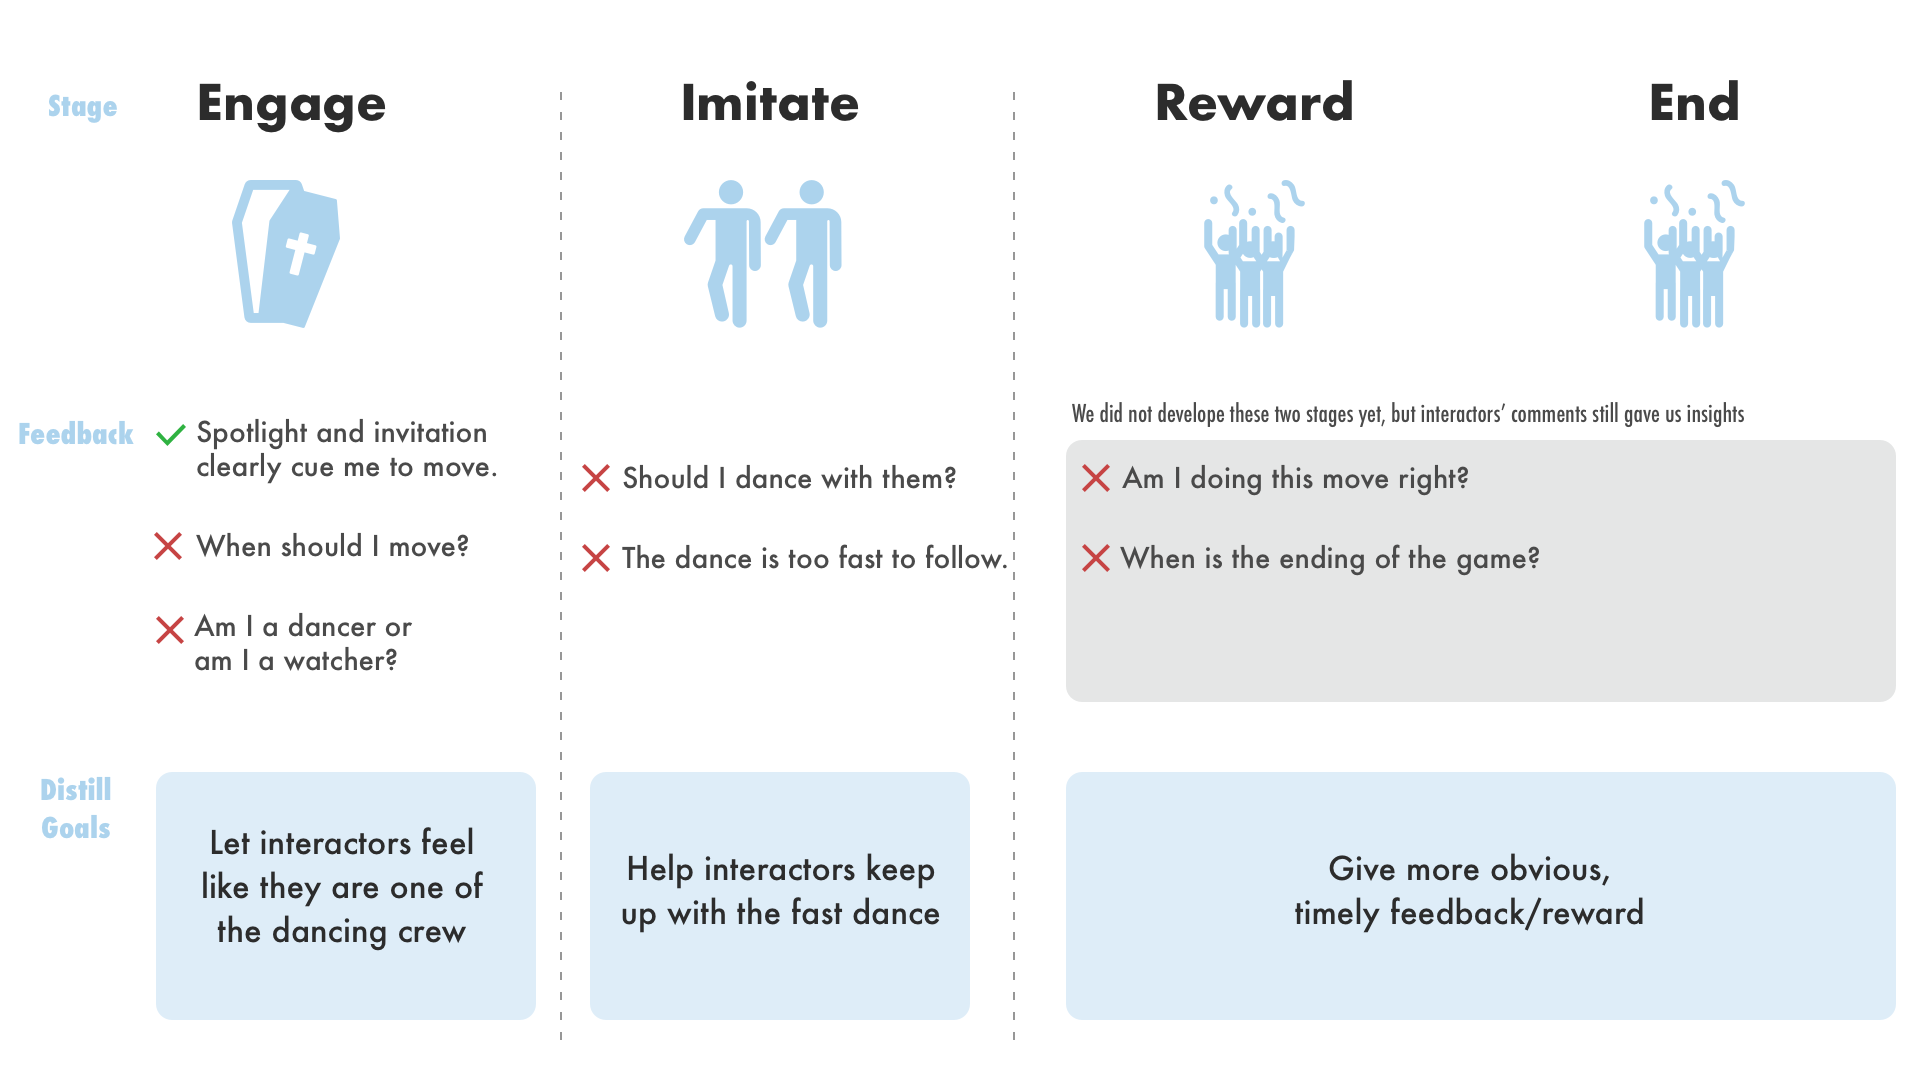 Stage
Engage
Imitate
Reward
End
Feedback
Spotlight and invitation
clearly cue me to move.
When should I move?
Am I a dancer or
am I a watcher?
Should I dance with them?
The dance is too fast to follow.
We did not develope these two stages yet, but interactors’ comments still gave us insights
Am I doing this move right?
When is the ending of the game?
Distill
Goals
Let interactors feel
like they are one of
the dancing crew
Help interactors keep
up with the fast dance
Give more obvious,
timely feedback/reward